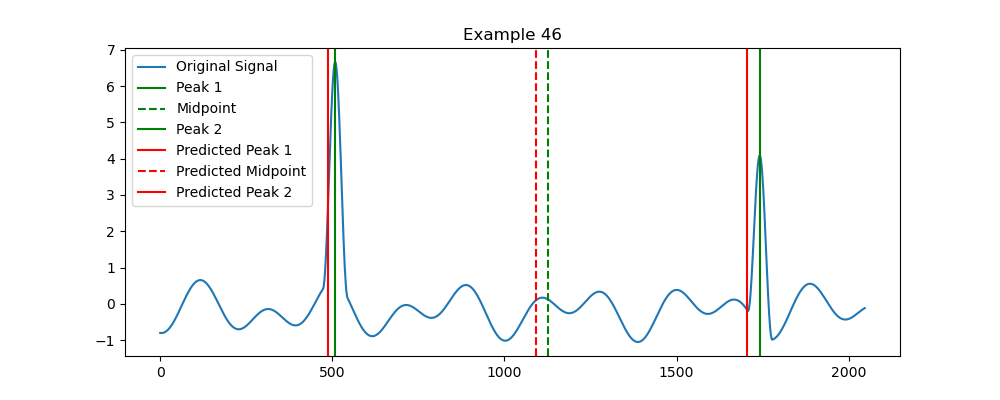 Example 46
7
6
5
4
3
2
1
0
−1
Original Signal
Peak 1
Midpoint
Peak 2
Predicted Peak 1
Predicted Midpoint
Predicted Peak 2
0 500 1000 1500 2000